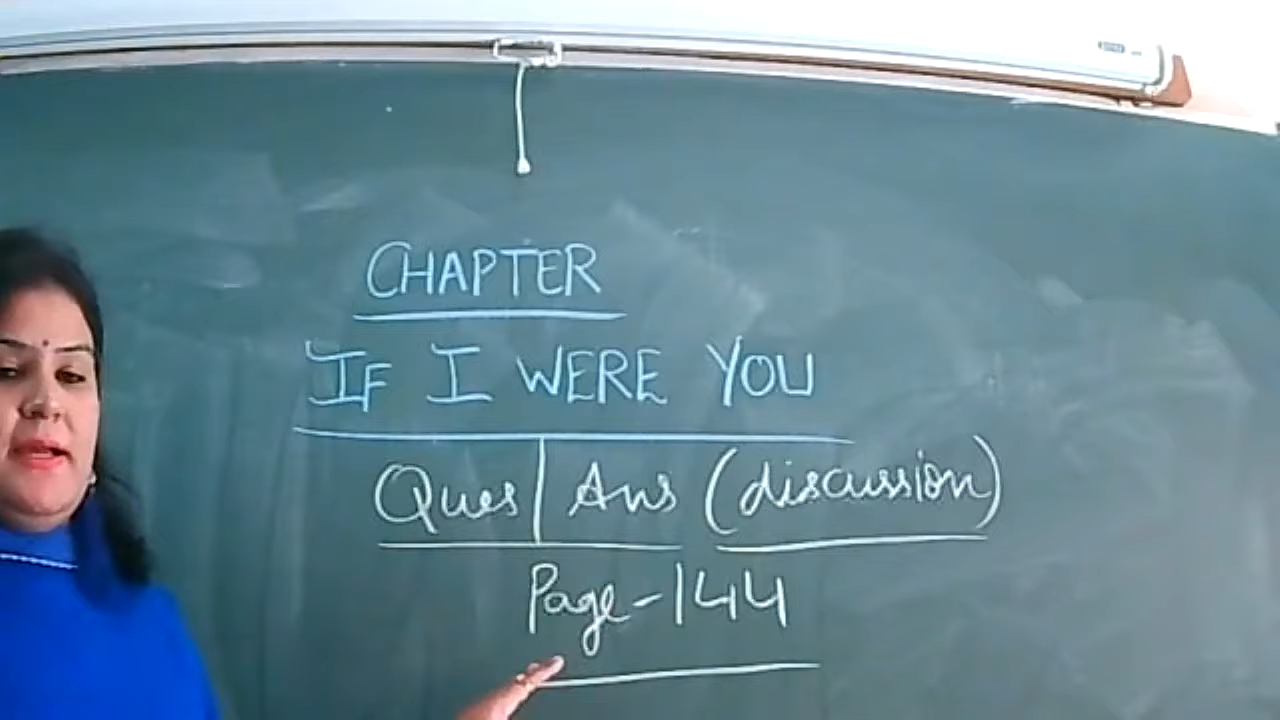 CHAPTER
IF I WERE YOU
Ques | Ans (discussion)
Page-144